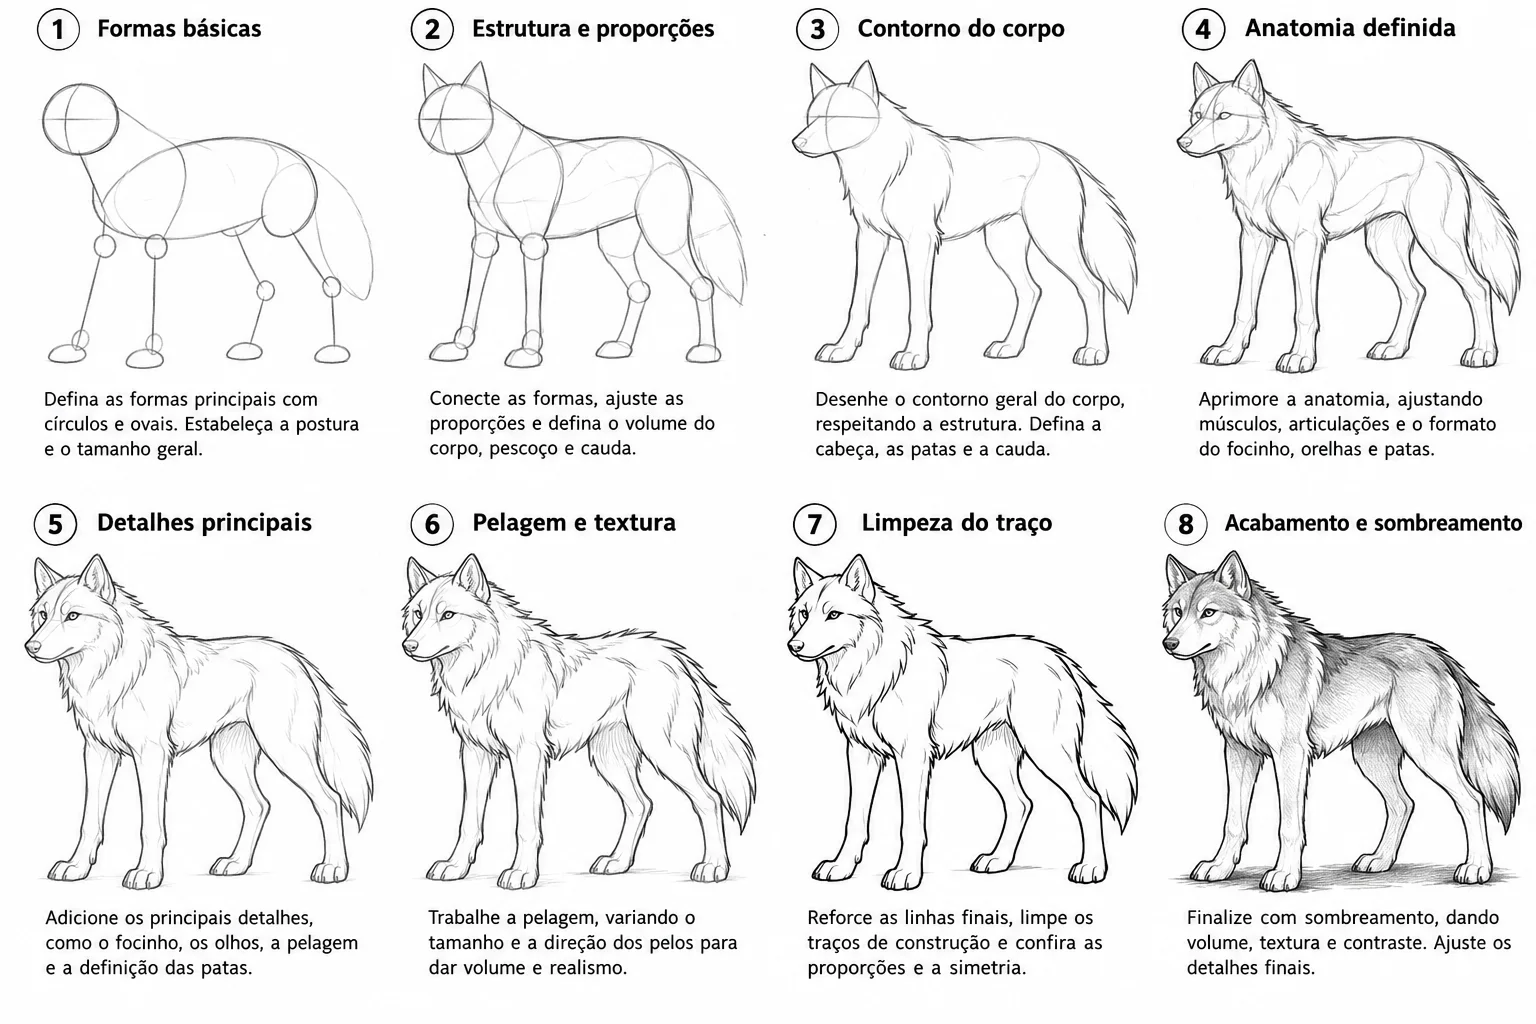 1 Formas básicas
Defina as formas principais com
círculos e ovais. Estabeleça a postura
e o tamanho geral.
2 Estrutura e proporções
Conecte as formas, ajuste as
proporções e defina o volume do
corpo, pescoço e cauda.
3 Contorno do corpo
Desenhe o contorno geral do corpo,
respeitando a estrutura. Defina a
cabeça, as patas e a cauda.
4 Anatomia definida
Aprimore a anatomia, ajustando
músculos, articulações e o formato
do focinho, orelhas e patas.
5 Detalhes principais
Adicione os principais detalhes,
como o focinho, os olhos, a pelagem
e a definição das patas.
6 Pelagem e textura
Trabalhe a pelagem, variando o
tamanho e a direção dos pelos para
dar volume e realismo.
7 Limpeza do traço
Reforce as linhas finais, limpe os
traços de construção e confira as
proporções e a simetria.
8 Acabamento e sombreamento
Finalize com sombreamento, dando
volume, textura e contraste. Ajuste os
detalhes finais.